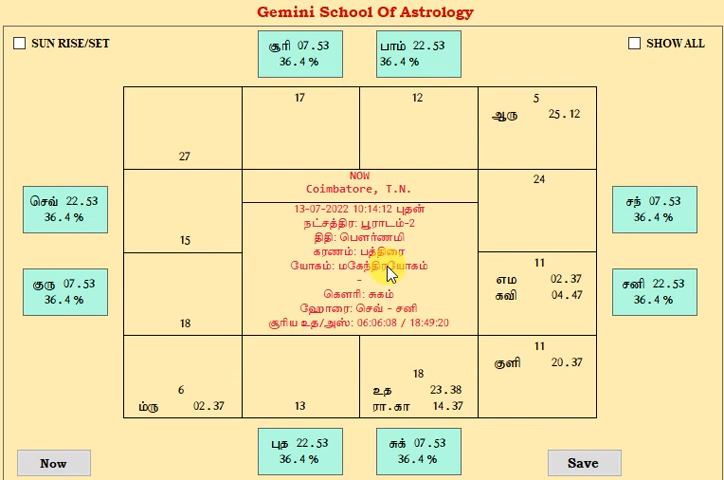 Gemini School Of Astrology
SUN RISE/SET
SHOW ALL
சூரி 07.53
36.4 %
பாம் 22.53
36.4 %
17
12
5
ஆரு 25.12
27
செவ் 22.53
36.4 %
NOW
Coimbatore, T.N.
24
சந் 07.53
36.4 %
13-07-2022 10:14:12 புதன்
நட்சத்திர: பூராடம்-2
திதி: பௌர்ணமி
கரணம்: பத்திரை
யோகம்: மகேந்திரயோகம்
-
கௌரி: சுகம்
ஹோரை: செவ் - சனி
சூரிய உத/அஸ்: 06:06:08 / 18:49:20
15
குரு 07.53
36.4 %
18
11
எம 02.37
கவி 04.47
சனி 22.53
36.4 %
6
ம்ரு 02.37
13
18
உத 23.38
ரா.கா 14.37
11
குளி 20.37
புத 22.53
36.4 %
சுக் 07.53
36.4 %
Now
Save